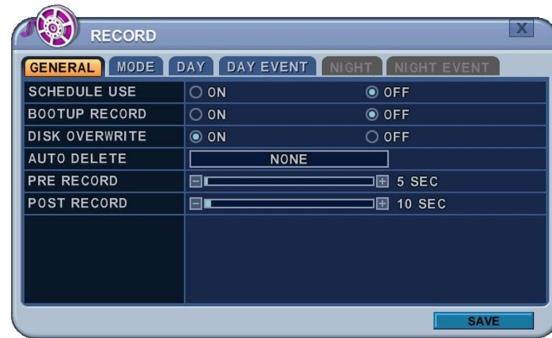 RECORD
X
GENERAL MODE DAY DAY EVENT NIGHT NIGHT EVENT
SCHEDULE USE ON OFF
BOOTUP RECORD ON OFF
DISK OVERWRITE ON OFF
AUTO DELETE NONE
PRE RECORD 5 SEC
POST RECORD 10 SEC
SAVE